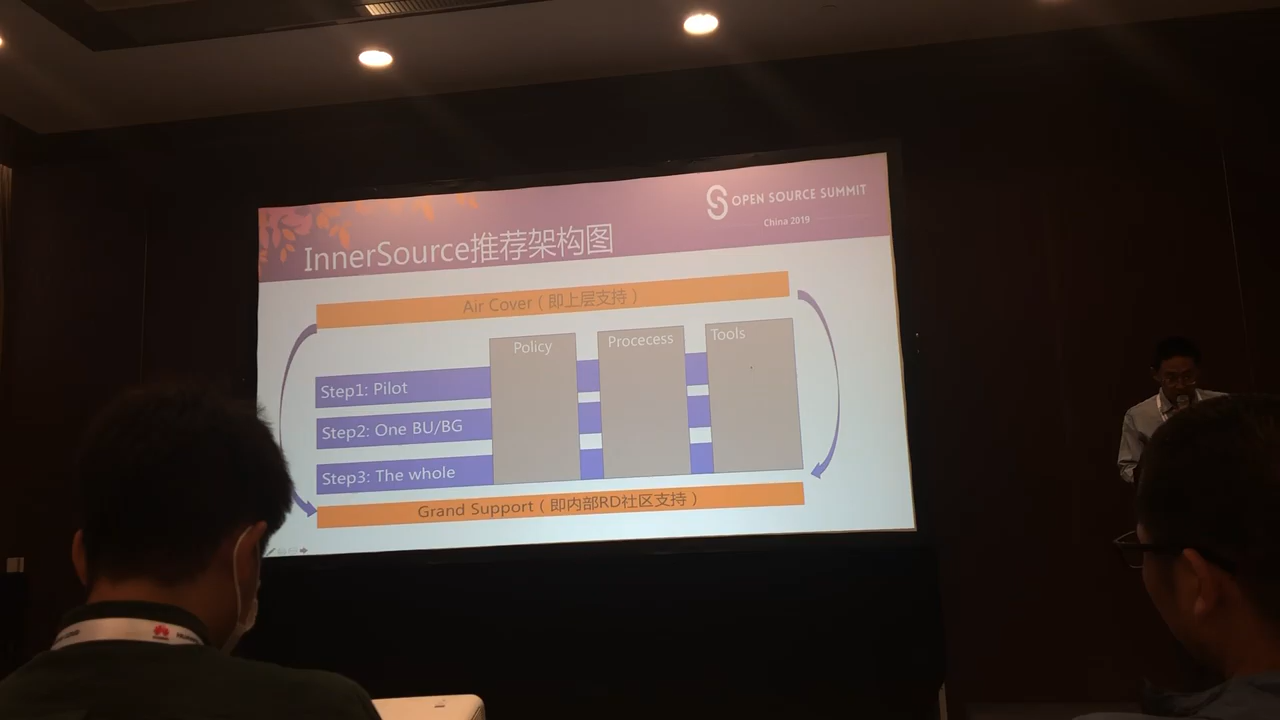 OPEN SOURCE SUMMIT
China 2019
InnerSource推荐架构图
Air Cover（即上层支持）
Policy
Procecess
Tools
Step1: Pilot
Step2: One BU/BG
Step3: The whole
Grand Support（即内部RD社区支持）